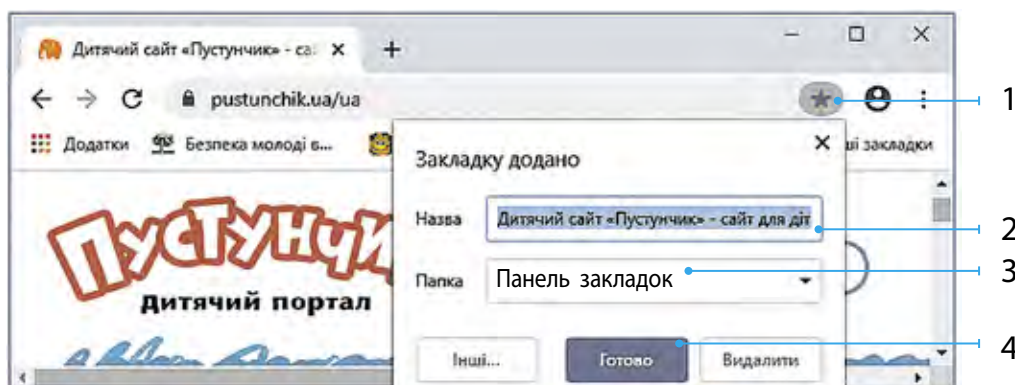 Дитячий сайт «Пустунчик» - са
pustunchik.ua/ua
1
Додатки Безпека молоді в... ші закладки
Закладку додано
Назва Дитячий сайт «Пустунчик» - сайт для діт
2
Папка Панель закладок
3
Пустунчи
Дитячий портал
Інші... Готово Видалити
4